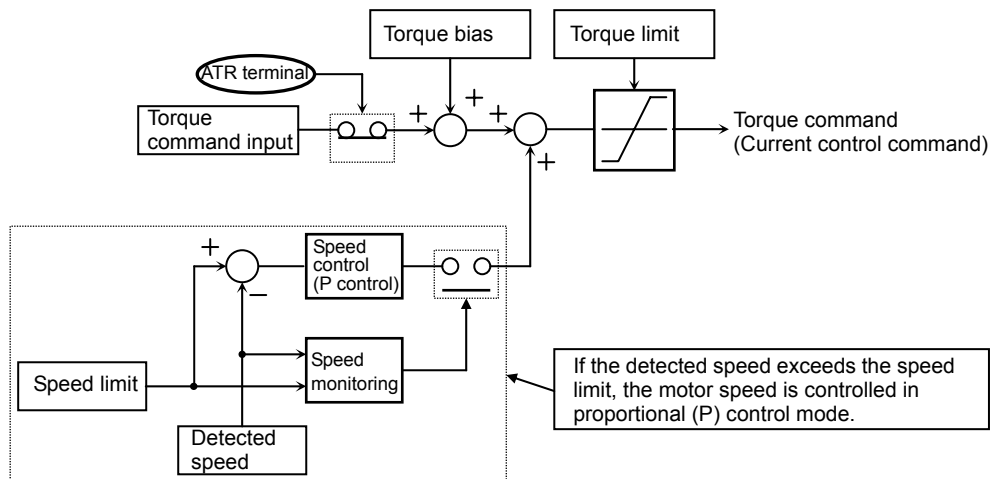 Torque bias
Torque limit
ATR terminal
Torque
command input
+
+
+
+
Torque command
(Current control command)
+
−
Speed
control
(P control)
Speed
monitoring
Speed limit
Detected
speed
If the detected speed exceeds the speed
limit, the motor speed is controlled in
proportional (P) control mode.